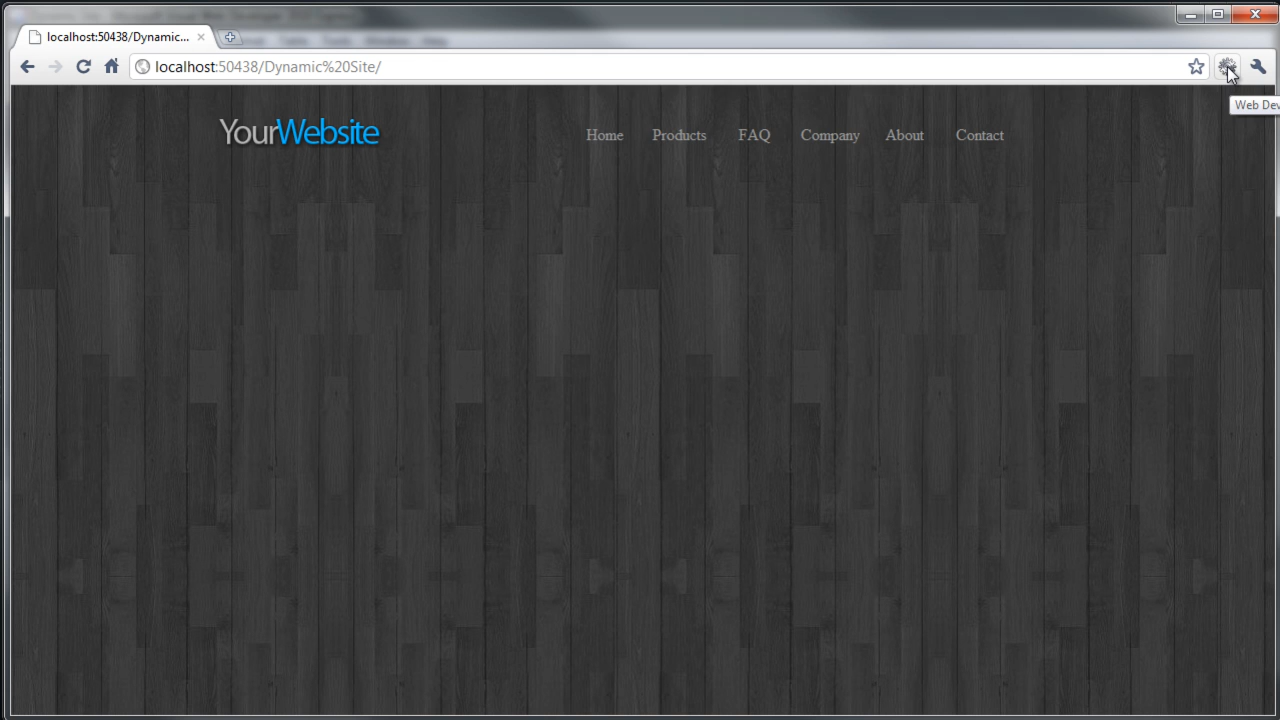 localhost:50438/Dynamic...
localhost:50438/Dynamic%20Site/
Web Dev
YourWebsite
Home Products FAQ Company About Contact